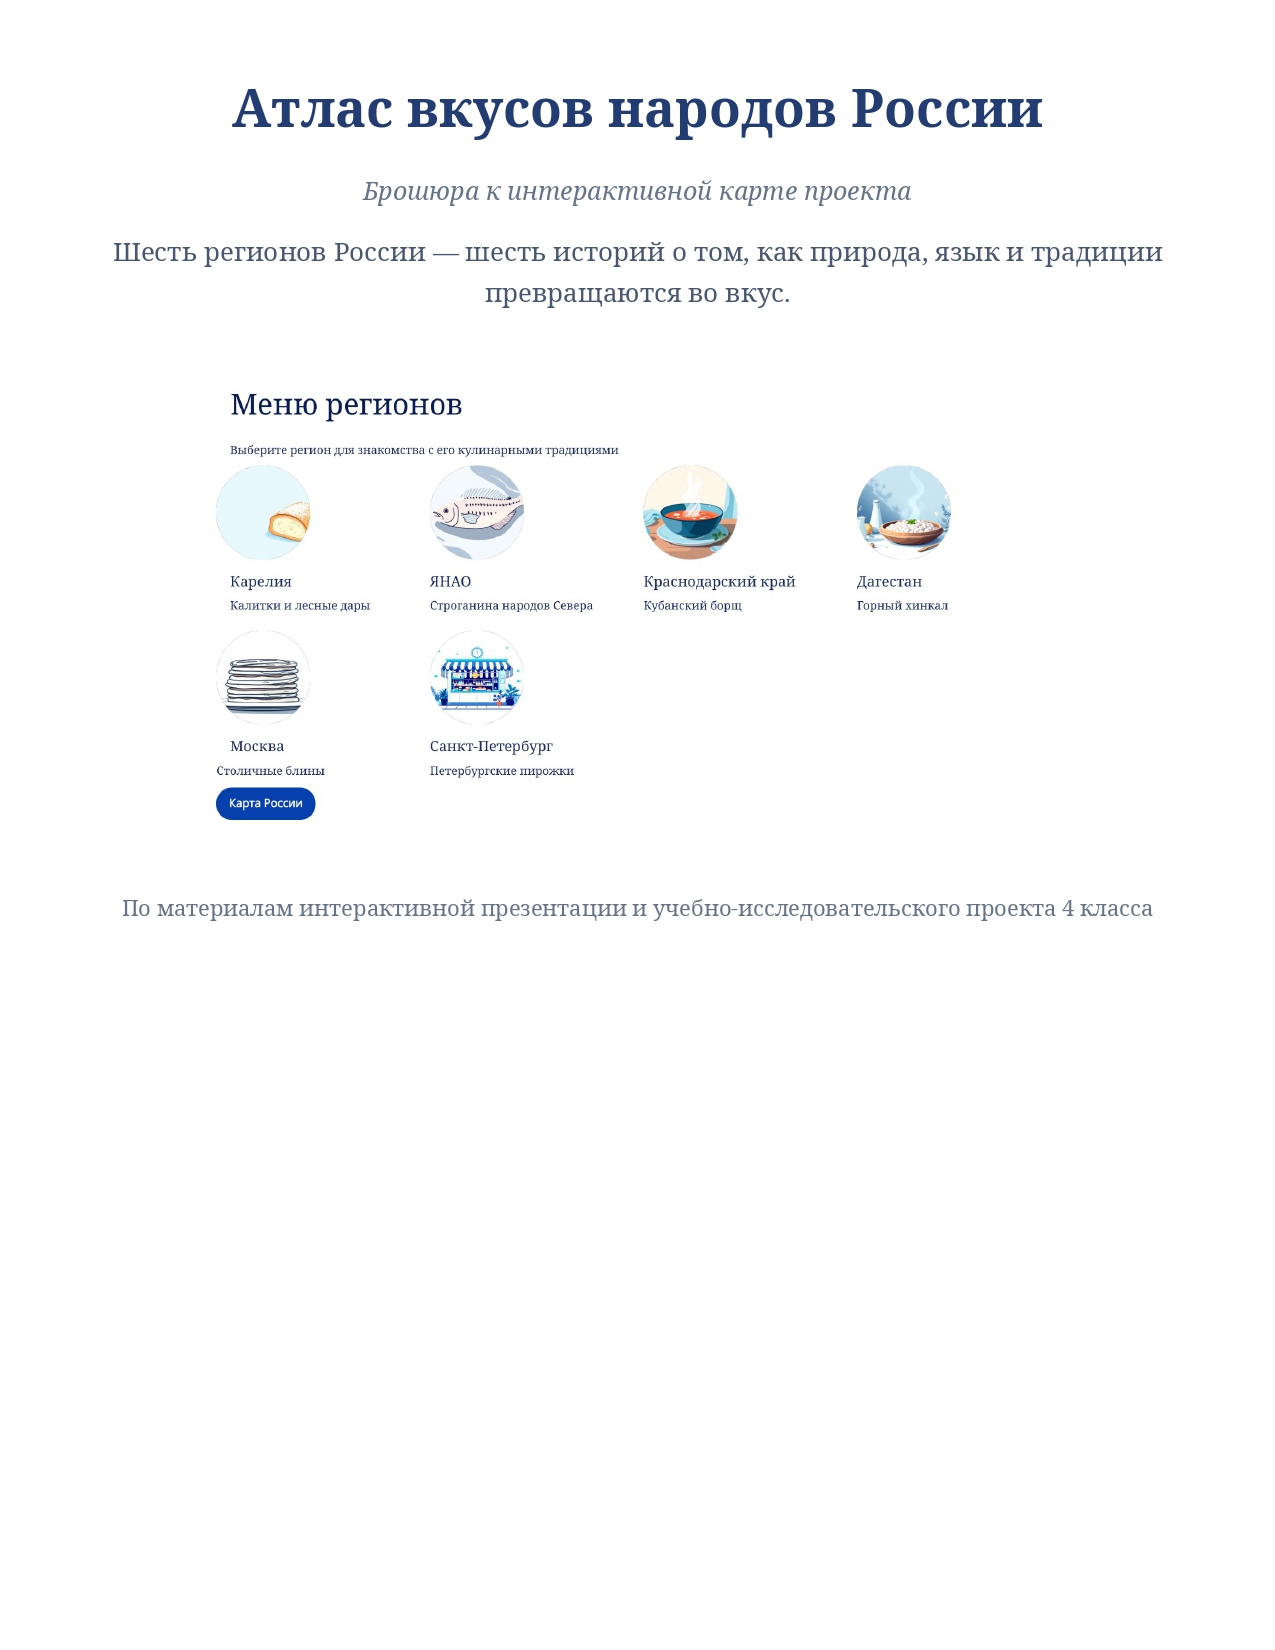 Атлас вкусов народов России
Брошюра к интерактивной карте проекта
Шесть регионов России — шесть историй о том, как природа, язык и традиции
превращаются во вкус.
Меню регионов
Выберите регион для знакомства с его кулинарными традициями
Карелия
Калитки и лесные дары
ЯНАО
Строганина народов Севера
Краснодарский край
Кубанский борщ
Дагестан
Горный хинкал
Москва
Столичные блины
Санкт-Петербург
Петербургские пирожки
Карта России
По материалам интерактивной презентации и учебно-исследовательского проекта 4 класса